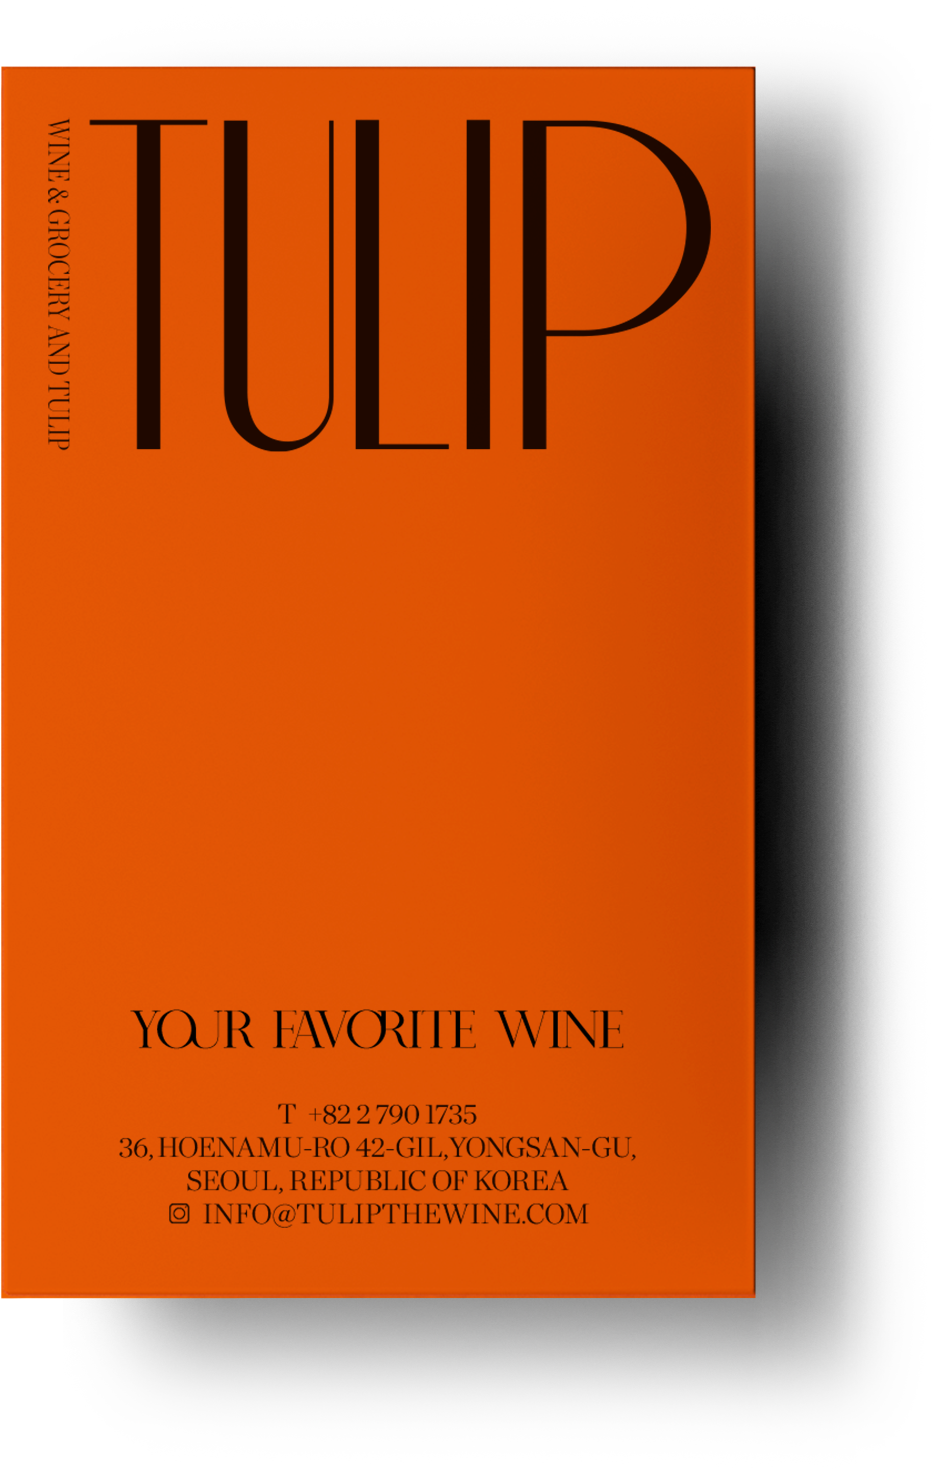 WINE & GROCERY AND TULIP
TULIP
YOUR FAVORITE WINE
T +82 2 790 1735
36, HOENAMU-RO 42-GIL,YONGSAN-GU,
SEOUL, REPUBLIC OF KOREA
INFO@TULIPTHEWINE.COM